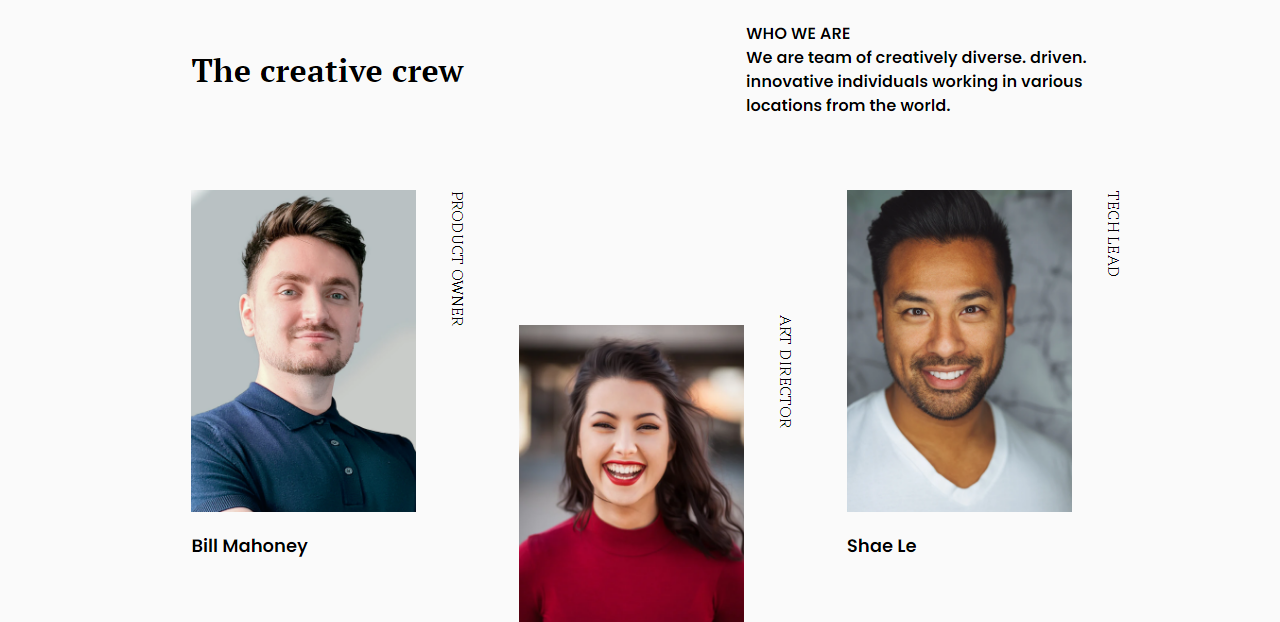 WHO WE ARE
The creative crew
We are team of creatively diverse. driven.
innovative individuals working in various
locations from the world.
PRODUCT OWNER
TECH LEAD
ART DIRECTOR
Bill Mahoney
Shae Le